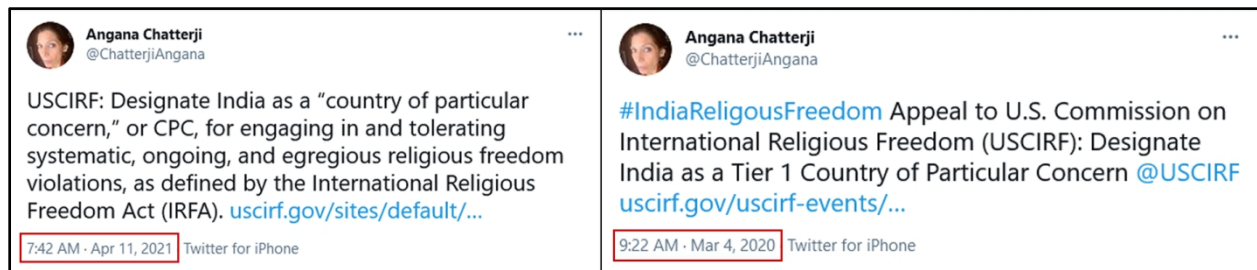 Angana Chatterji
@ChatterjiAngana
USCIRF: Designate India as a “country of particular
concern,” or CPC, for engaging in and tolerating
systematic, ongoing, and egregious religious freedom
violations, as defined by the International Religious
Freedom Act (IRFA). uscirf.gov/sites/default/...
7:42 AM · Apr 11, 2021 Twitter for iPhone
Angana Chatterji
@ChatterjiAngana
#IndiaReligousFreedom Appeal to U.S. Commission on
International Religious Freedom (USCIRF): Designate
India as a Tier 1 Country of Particular Concern @USCIRF
uscirf.gov/uscirf-events/...
9:22 AM · Mar 4, 2020 Twitter for iPhone